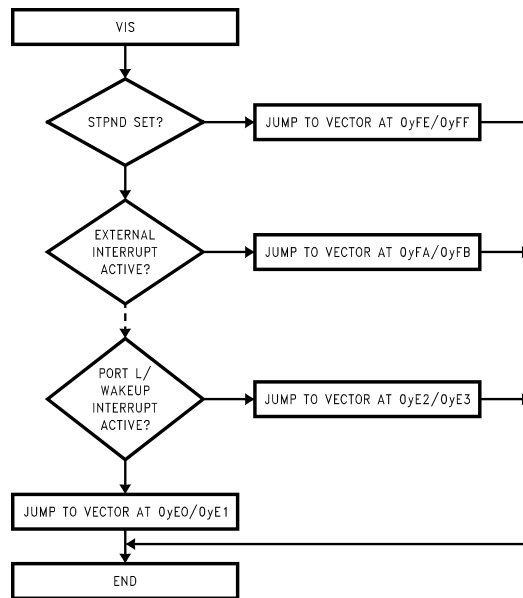 VIS
STPND SET?
JUMP TO VECTOR AT 0yFE/0yFF
EXTERNAL
INTERRUPT
ACTIVE?
JUMP TO VECTOR AT 0yFA/0yFB
PORT L/
WAKEUP
INTERRUPT
ACTIVE?
JUMP TO VECTOR AT 0yE2/0yE3
JUMP TO VECTOR AT 0yE0/0yE1
END